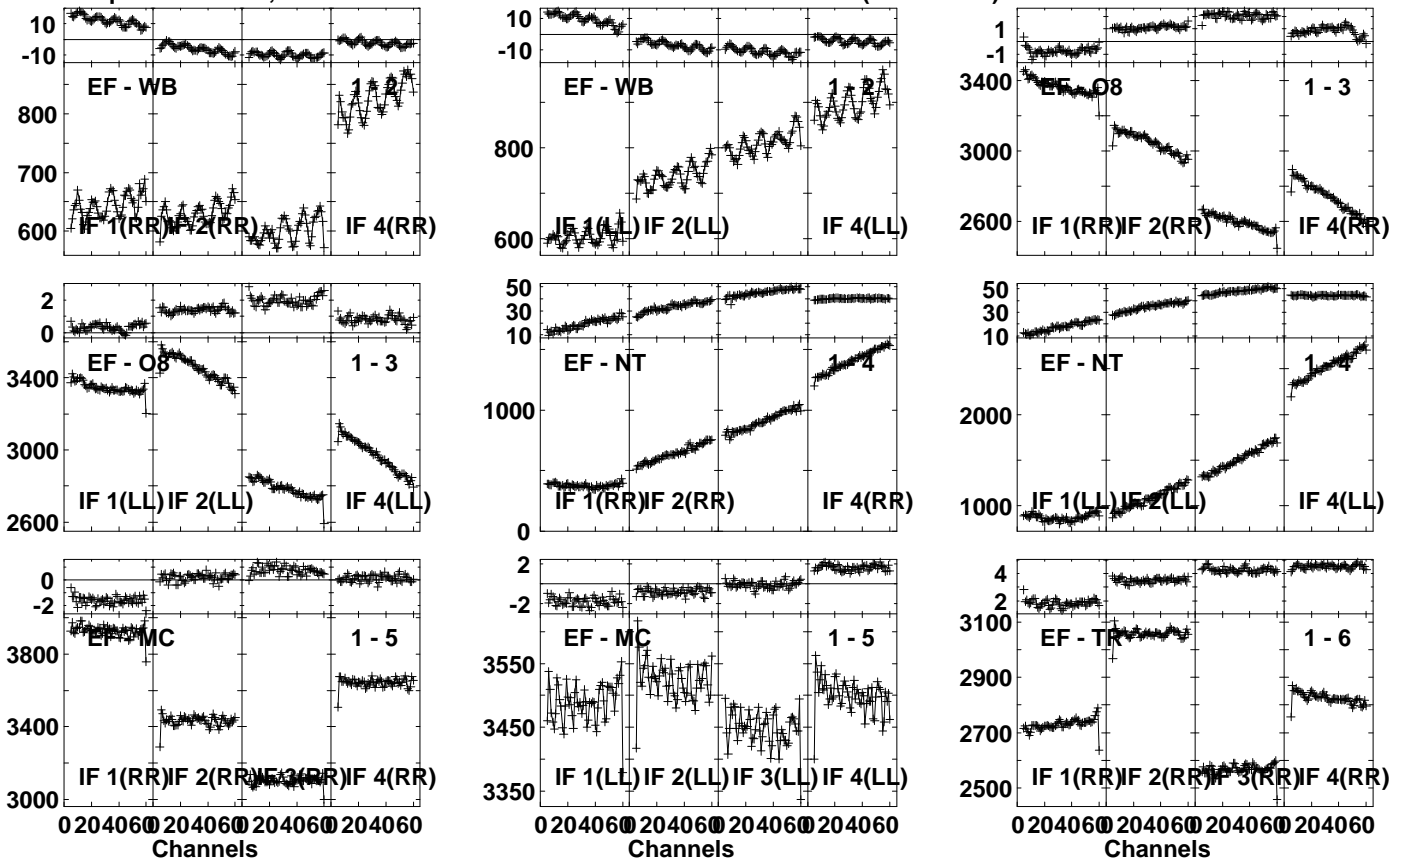 10
-10
EF - WB
1 - 2
800
700
600
IF 1(RR)
IF 2(RR)
IF 4(RR)
10
-10
EF - WB
1 - 2
800
600
IF 1(LL)
IF 2(LL)
IF 4(LL)
1
-1
EF - O8
1 - 3
3400
3000
2600
IF 1(RR)
IF 2(RR)
IF 4(RR)
2
0
EF - O8
1 - 3
3400
3000
2600
IF 1(LL)
IF 2(LL)
IF 4(LL)
50
30
10
EF - NT
1 - 4
1000
0
IF 1(RR)
IF 2(RR)
IF 4(RR)
50
30
10
EF - NT
1 - 4
2000
1000
IF 1(LL)
IF 2(LL)
IF 4(LL)
0
-2
EF - MC
1 - 5
3800
3400
3000
IF 1(RR)
IF 2(RR)
IF 3(RR)
IF 4(RR)
0 204060 0 204060 0 204060 0 204060
Channels
2
-2
EF - MC
1 - 5
3550
3450
3350
IF 1(LL)
IF 2(LL)
IF 3(LL)
IF 4(LL)
0 204060 0 204060 0 204060 0 204060
Channels
4
2
EF - TR
1 - 6
3100
2900
2700
2500
IF 1(RR)
IF 2(RR)
IF 3(RR)
IF 4(RR)
0 204060 0 204060 0 204060 0 204060
Channels